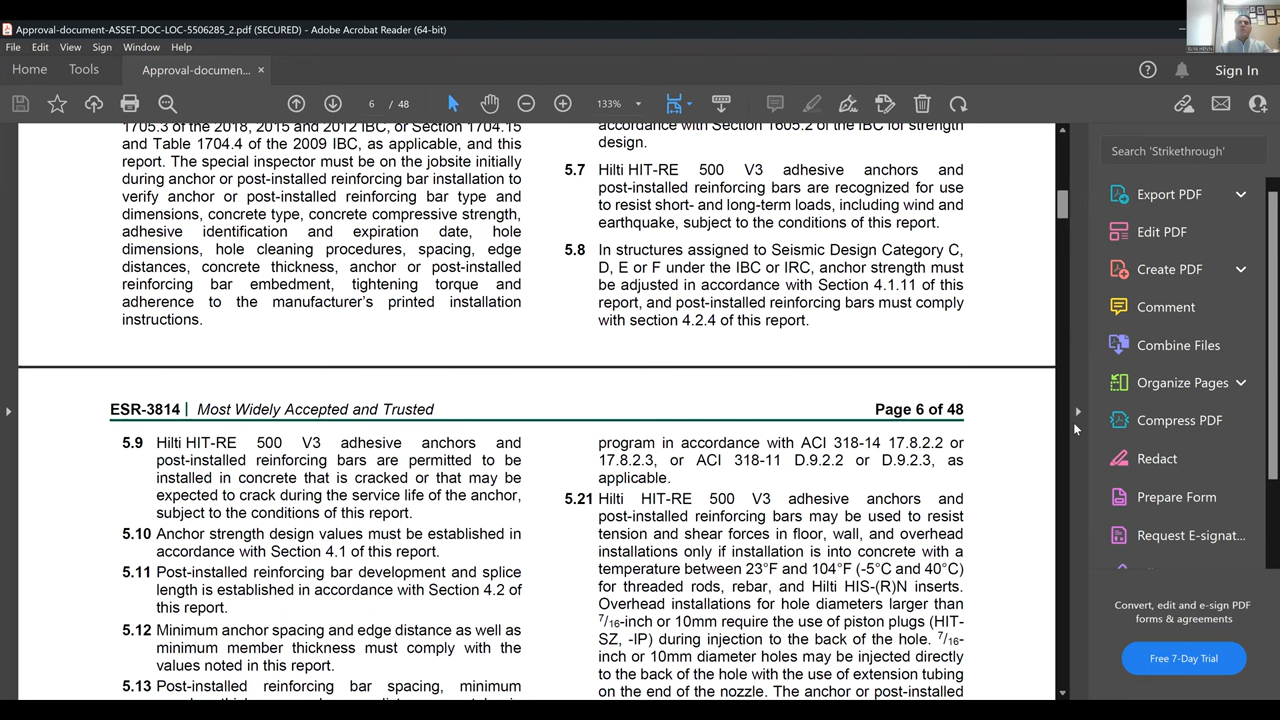 Approval-document-ASSET-DOC-LOC-5506285_2.pdf (SECURED) - Adobe Acrobat Reader (64-bit)
File Edit View Sign Window Help
Home Tools Approval-documen... × Sign In
6 / 48 133%
1705.3 of the 2018, 2015 and 2012 IBC, or Section 1704.15
and Table 1704.4 of the 2009 IBC, as applicable, and this
report. The special inspector must be on the jobsite initially
during anchor or post-installed reinforcing bar installation to
verify anchor or post-installed reinforcing bar type and
dimensions, concrete type, concrete compressive strength,
adhesive identification and expiration date, hole
dimensions, hole cleaning procedures, spacing, edge
distances, concrete thickness, anchor or post-installed
reinforcing bar embedment, tightening torque and
adherence to the manufacturer's printed installation
instructions.
accordance with Section 1605.2 of the IBC for strength
design.
5.7 Hilti HIT-RE 500 V3 adhesive anchors and
post-installed reinforcing bars are recognized for use
to resist short- and long-term loads, including wind and
earthquake, subject to the conditions of this report.
5.8 In structures assigned to Seismic Design Category C,
D, E or F under the IBC or IRC, anchor strength must
be adjusted in accordance with Section 4.1.11 of this
report, and post-installed reinforcing bars must comply
with section 4.2.4 of this report.
ESR-3814 | Most Widely Accepted and Trusted Page 6 of 48
5.9 Hilti HIT-RE 500 V3 adhesive anchors and
post-installed reinforcing bars are permitted to be
installed in concrete that is cracked or that may be
expected to crack during the service life of the anchor,
subject to the conditions of this report.
5.10 Anchor strength design values must be established in
accordance with Section 4.1 of this report.
5.11 Post-installed reinforcing bar development and splice
length is established in accordance with Section 4.2 of
this report.
5.12 Minimum anchor spacing and edge distance as well as
minimum member thickness must comply with the
values noted in this report.
5.13 Post-installed reinforcing bar spacing, minimum
program in accordance with ACI 318-14 17.8.2.2 or
17.8.2.3, or ACI 318-11 D.9.2.2 or D.9.2.3, as
applicable.
5.21 Hilti HIT-RE 500 V3 adhesive anchors and
post-installed reinforcing bars may be used to resist
tension and shear forces in floor, wall, and overhead
installations only if installation is into concrete with a
temperature between 23°F and 104°F (-5°C and 40°C)
for threaded rods, rebar, and Hilti HIS-(R)N inserts.
Overhead installations for hole diameters larger than
7/16-inch or 10mm require the use of piston plugs (HIT-
SZ, -IP) during injection to the back of the hole. 7/16-
inch or 10mm diameter holes may be injected directly
to the back of the hole with the use of extension tubing
on the end of the nozzle. The anchor or post-installed
Search 'Strikethrough'
Export PDF
Edit PDF
Create PDF
Comment
Combine Files
Organize Pages
Compress PDF
Redact
Prepare Form
Request E-signat...
Convert, edit and e-sign PDF
forms & agreements
Free 7-Day Trial